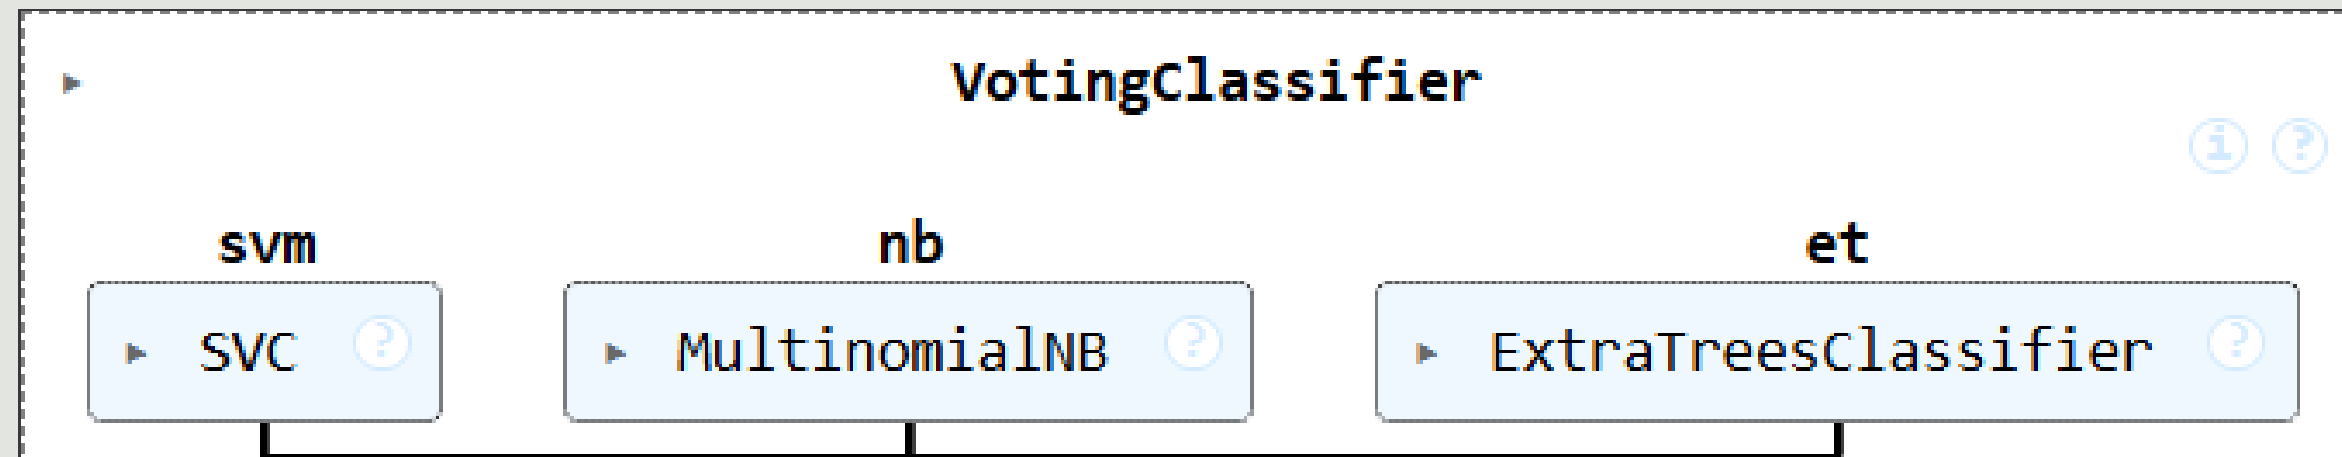 VotingClassifier
i ?
svm nb et
SVC ? MultinomialNB ? ExtraTreesClassifier ?